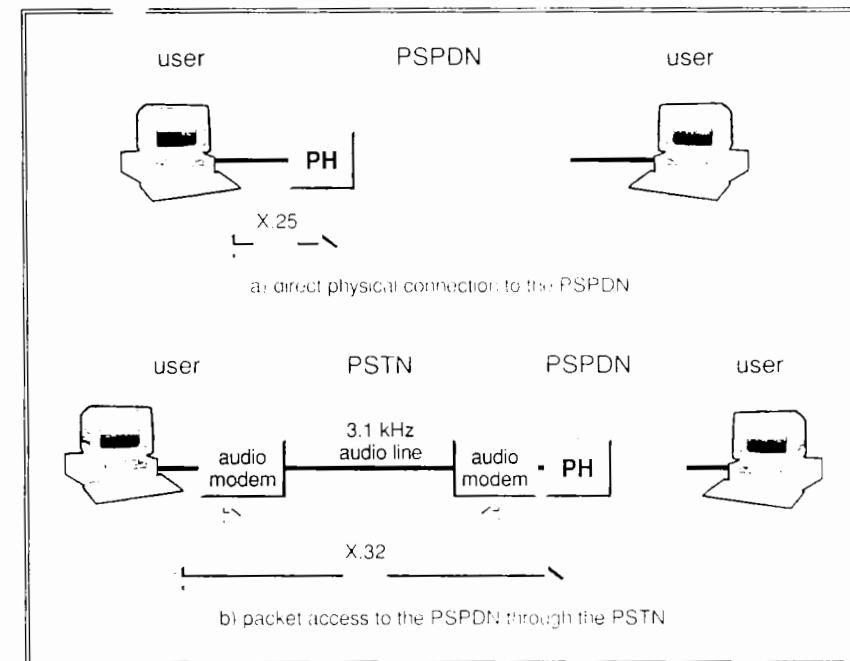 user PSPDN user
PH
X.25
a) direct physical connection to the PSPDN
user PSTN PSPDN user
3.1 kHz
audio line
audio
modem
audio
modem
PH
X.32
b) packet access to the PSPDN through the PSTN